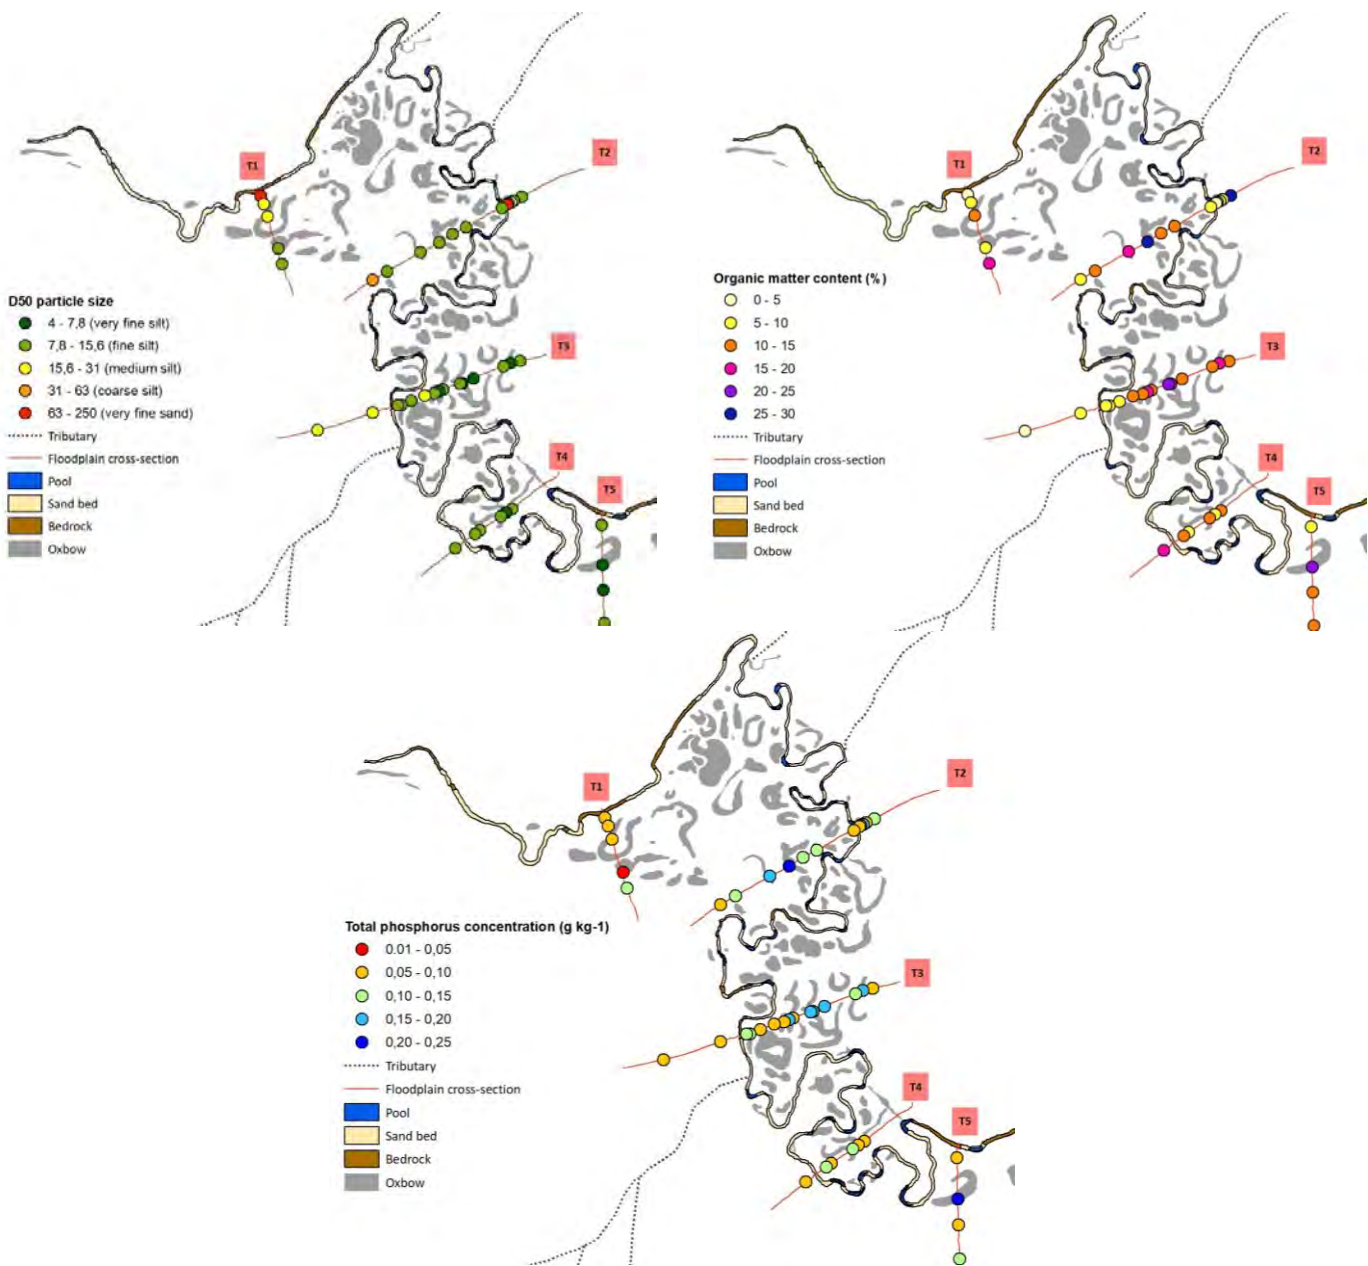 T1
T2
D50 particle size
4 - 7,8 (very fine silt)
7,8 - 15,6 (fine silt)
15,6 - 31 (medium silt)
31 - 63 (coarse silt)
63 - 250 (very fine sand)
Tributary
Floodplain cross-section
Pool
Sand bed
Bedrock
Oxbow
T3
T4
T5
T1
T2
Organic matter content (%)
0 - 5
5 - 10
10 - 15
15 - 20
20 - 25
25 - 30
Tributary
Floodplain cross-section
Pool
Sand bed
Bedrock
Oxbow
T3
T4
T5
T1
T2
Total phosphorus concentration (g kg-1)
0.01 - 0,05
0,05 - 0,10
0,10 - 0,15
0,15 - 0,20
0,20 - 0,25
Tributary
Floodplain cross-section
Pool
Sand bed
Bedrock
Oxbow
T3
T4
T5